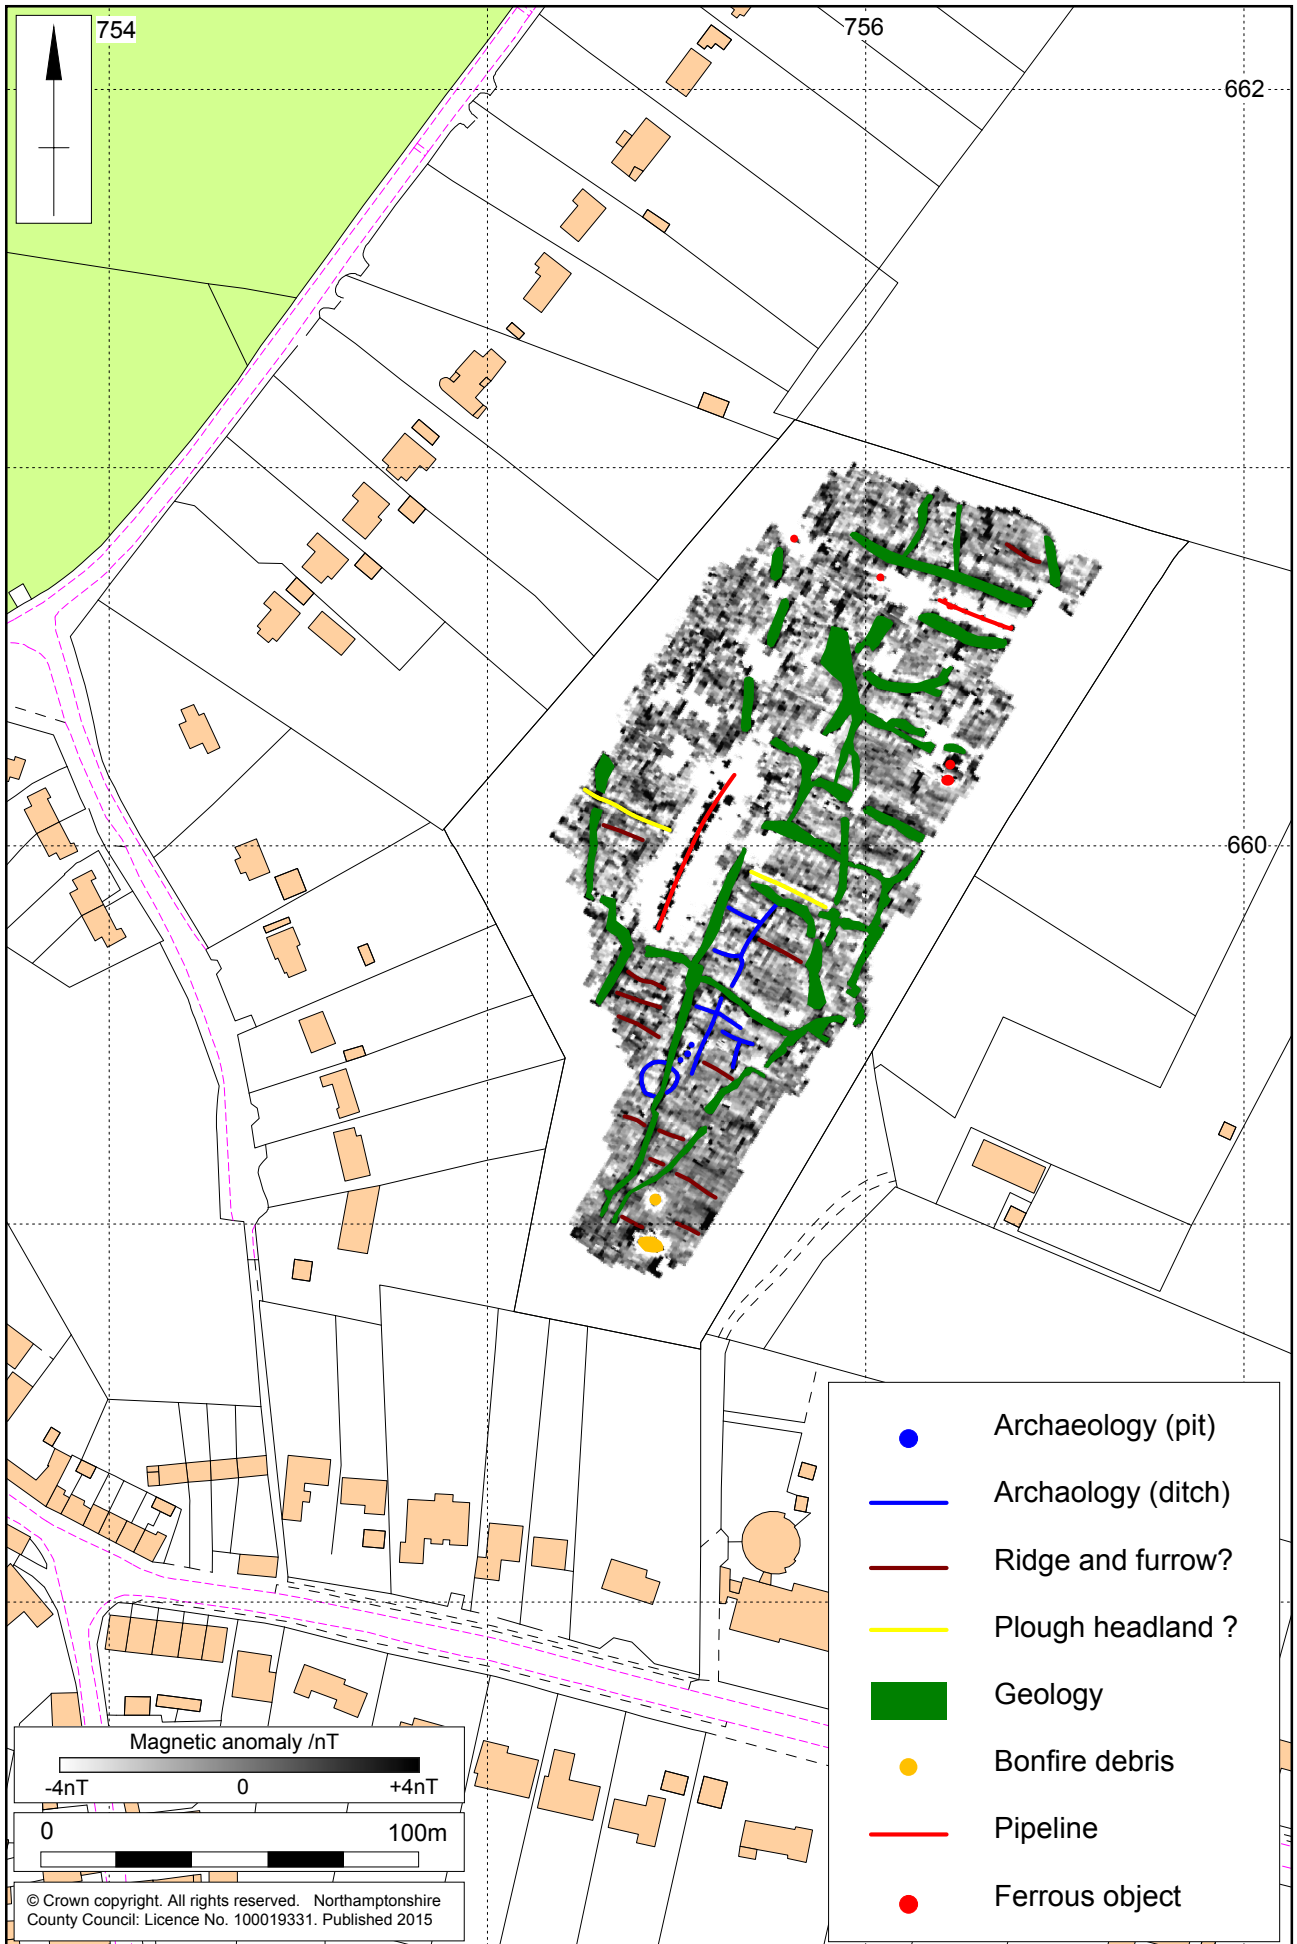 754
756
662
660
Archaeology (pit)
Archaology (ditch)
Ridge and furrow?
Plough headland ?
Geology
Bonfire debris
Pipeline
Ferrous object
Magnetic anomaly /nT
-4nT 0 +4nT
0 100m
© Crown copyright. All rights reserved. Northamptonshire
County Council: Licence No. 100019331. Published 2015